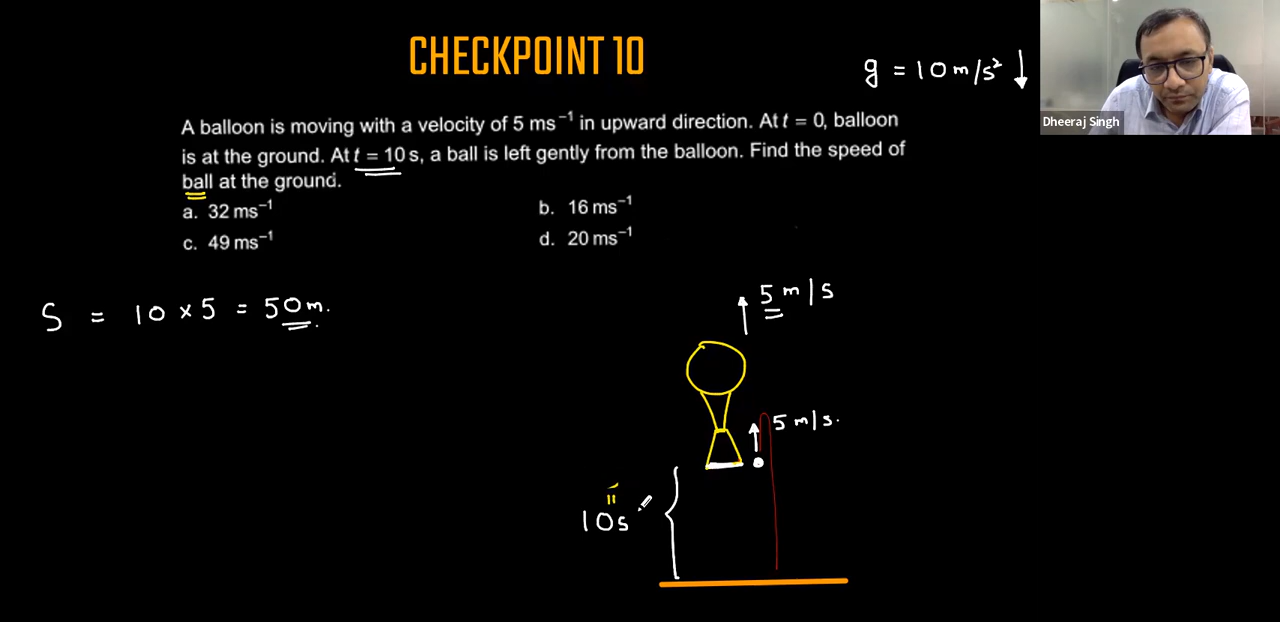 CHECKPOINT 10
g = 10 m/s² ↓
Dheeraj Singh
A balloon is moving with a velocity of 5 ms⁻¹ in upward direction. At t = 0, balloon
is at the ground. At t = 10 s, a ball is left gently from the balloon. Find the speed of
ball at the ground.
a. 32 ms⁻¹ b. 16 ms⁻¹
c. 49 ms⁻¹ d. 20 ms⁻¹
S = 10 × 5 = 50m.
5 m/s
5 m/s.
10s